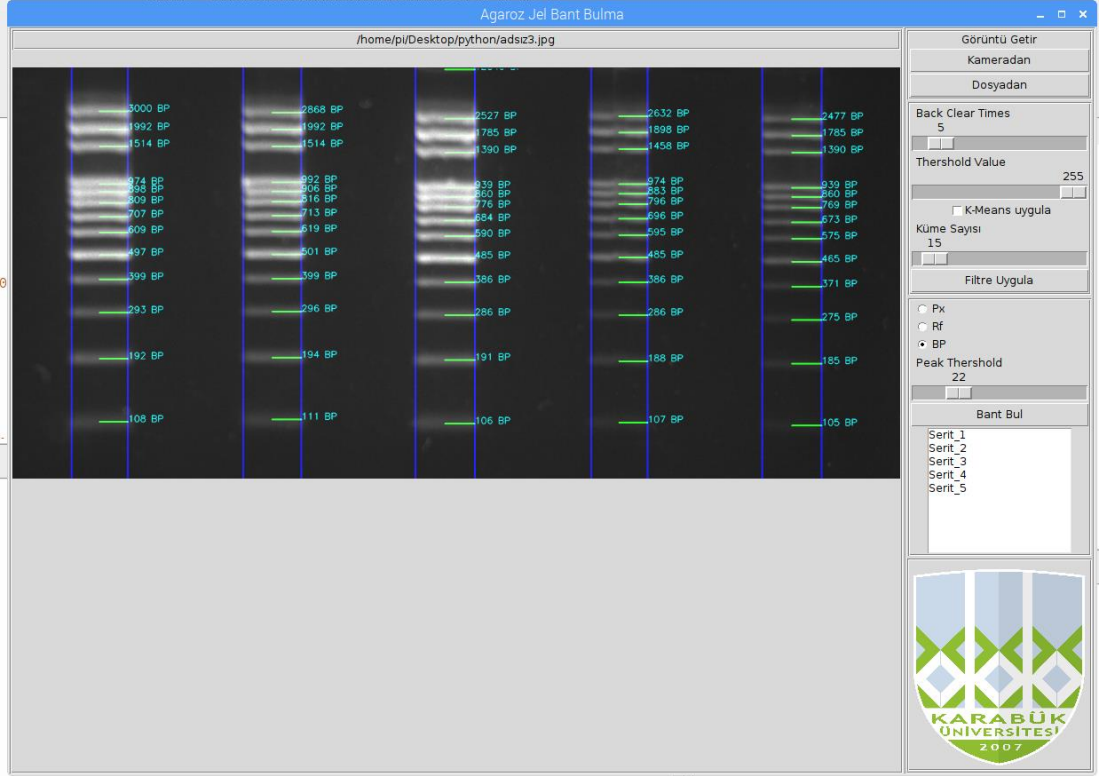 Agaroz Jel Bant Bulma
/home/pi/Desktop/python/adsız3.jpg
3000 BP
1992 BP
1514 BP
974 BP
898 BP
809 BP
707 BP
609 BP
497 BP
399 BP
293 BP
192 BP
108 BP
2868 BP
1992 BP
1514 BP
992 BP
906 BP
816 BP
713 BP
619 BP
501 BP
399 BP
296 BP
194 BP
111 BP
2527 BP
1785 BP
1390 BP
939 BP
860 BP
776 BP
684 BP
590 BP
485 BP
386 BP
286 BP
191 BP
106 BP
2632 BP
1898 BP
1458 BP
974 BP
883 BP
796 BP
696 BP
595 BP
485 BP
386 BP
286 BP
188 BP
107 BP
2477 BP
1785 BP
1390 BP
939 BP
860 BP
769 BP
673 BP
575 BP
465 BP
371 BP
275 BP
185 BP
105 BP
Görüntü Getir
Kameradan
Dosyadan
Back Clear Times
5
Thershold Value
255
K-Means uygula
Küme Sayısı
15
Filtre Uygula
Px
Rf
BP
Peak Thershold
22
Bant Bul
Serit_1
Serit_2
Serit_3
Serit_4
Serit_5
KARABÜK
ÜNİVERSİTESİ
2007